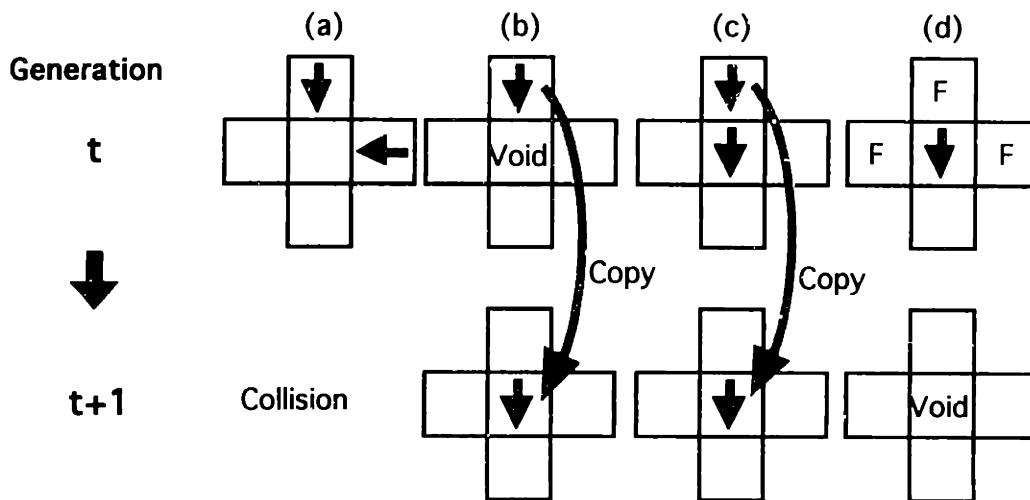 (a) (b) (c) (d)
Generation
F
t
Void
F
F
Copy
Copy
t+1
Collision
Void